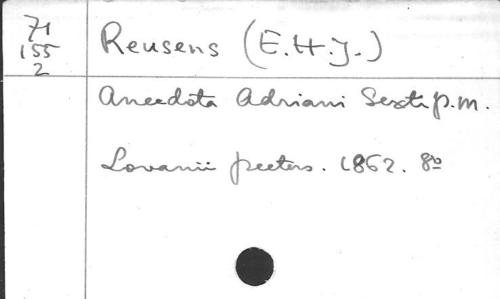 71
155
2
Reusens (E.H.J.)
Anecdota Adriani Sexti p.m.
Lovanii peeters. 1862. 8º